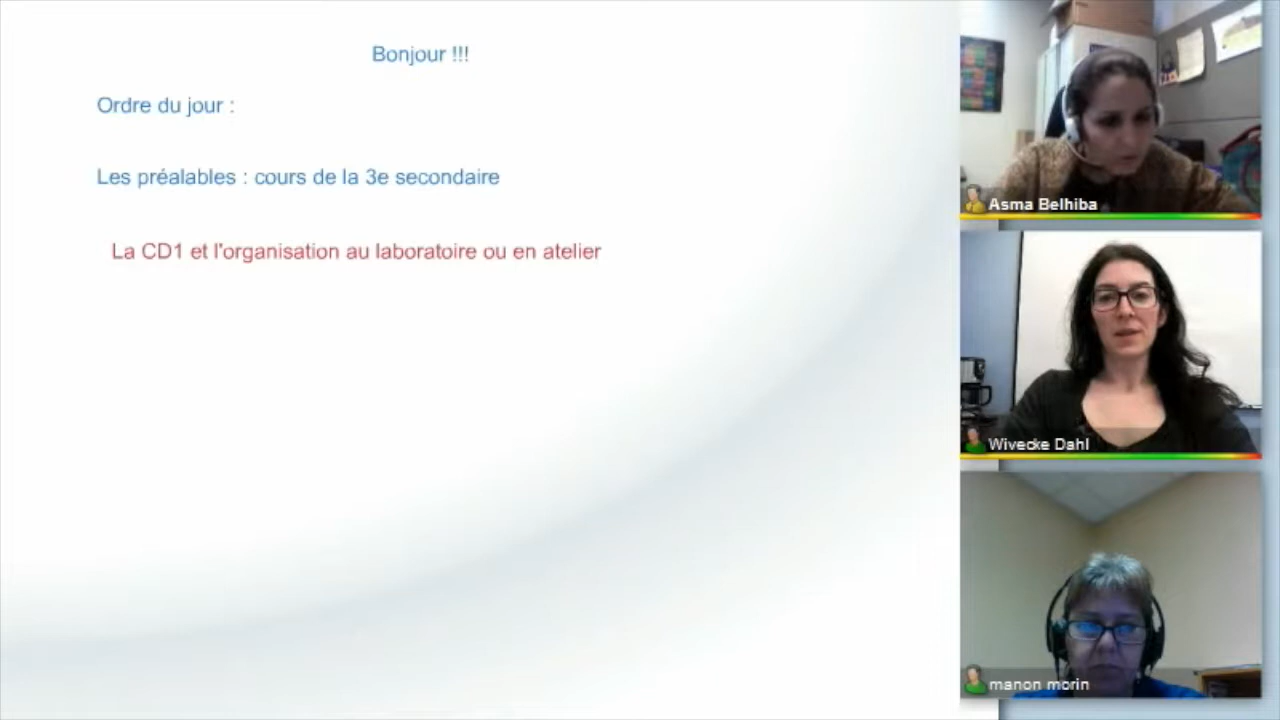 Bonjour !!!
Ordre du jour :
Les préalables : cours de la 3e secondaire
La CD1 et l'organisation au laboratoire ou en atelier
Asma Belhiba
Wivecke Dahl
manon morin